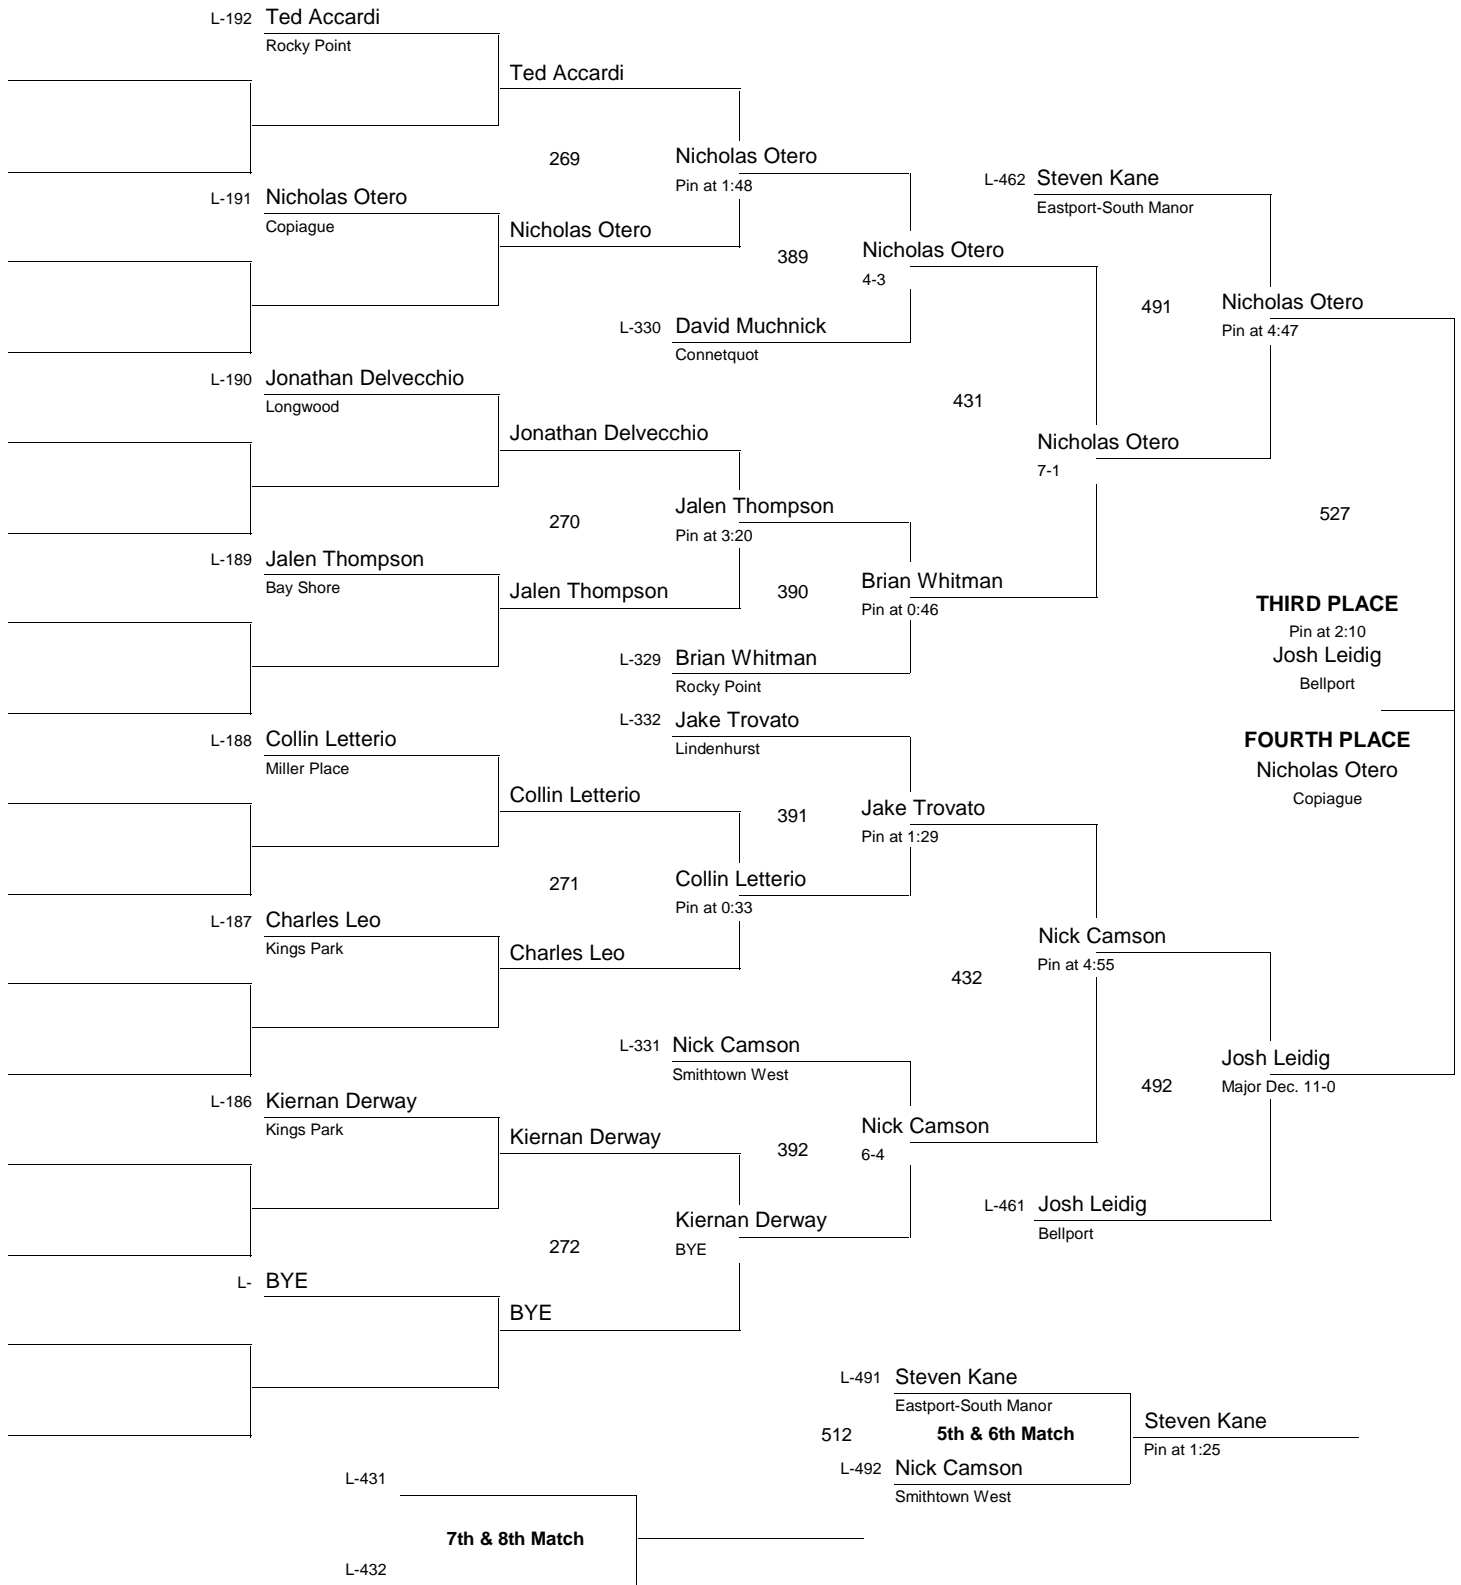 L-192 Ted Accardi
Rocky Point
Ted Accardi
269
Nicholas Otero
Pin at 1:48
L-191 Nicholas Otero
Copiague
Nicholas Otero
389
Nicholas Otero
4-3
L-330 David Muchnick
Connetquot
L-462 Steven Kane
Eastport-South Manor
491
Nicholas Otero
Pin at 4:47
L-190 Jonathan Delvecchio
Longwood
Jonathan Delvecchio
431
Nicholas Otero
7-1
270
Jalen Thompson
Pin at 3:20
527
L-189 Jalen Thompson
Bay Shore
Jalen Thompson
390
Brian Whitman
Pin at 0:46
L-329 Brian Whitman
Rocky Point
THIRD PLACE
Pin at 2:10
Josh Leidig
Bellport
FOURTH PLACE
Nicholas Otero
Copiague
L-332 Jake Trovato
Lindenhurst
L-188 Collin Letterio
Miller Place
Collin Letterio
391
Jake Trovato
Pin at 1:29
271
Collin Letterio
Pin at 0:33
L-187 Charles Leo
Kings Park
Charles Leo
432
Nick Camson
Pin at 4:55
L-331 Nick Camson
Smithtown West
492
Josh Leidig
Major Dec. 11-0
L-186 Kiernan Derway
Kings Park
Kiernan Derway
392
Nick Camson
6-4
272
Kiernan Derway
BYE
L-461 Josh Leidig
Bellport
L- BYE
BYE
L-491 Steven Kane
Eastport-South Manor
512
5th & 6th Match
Steven Kane
Pin at 1:25
L-492 Nick Camson
Smithtown West
L-431
7th & 8th Match
L-432